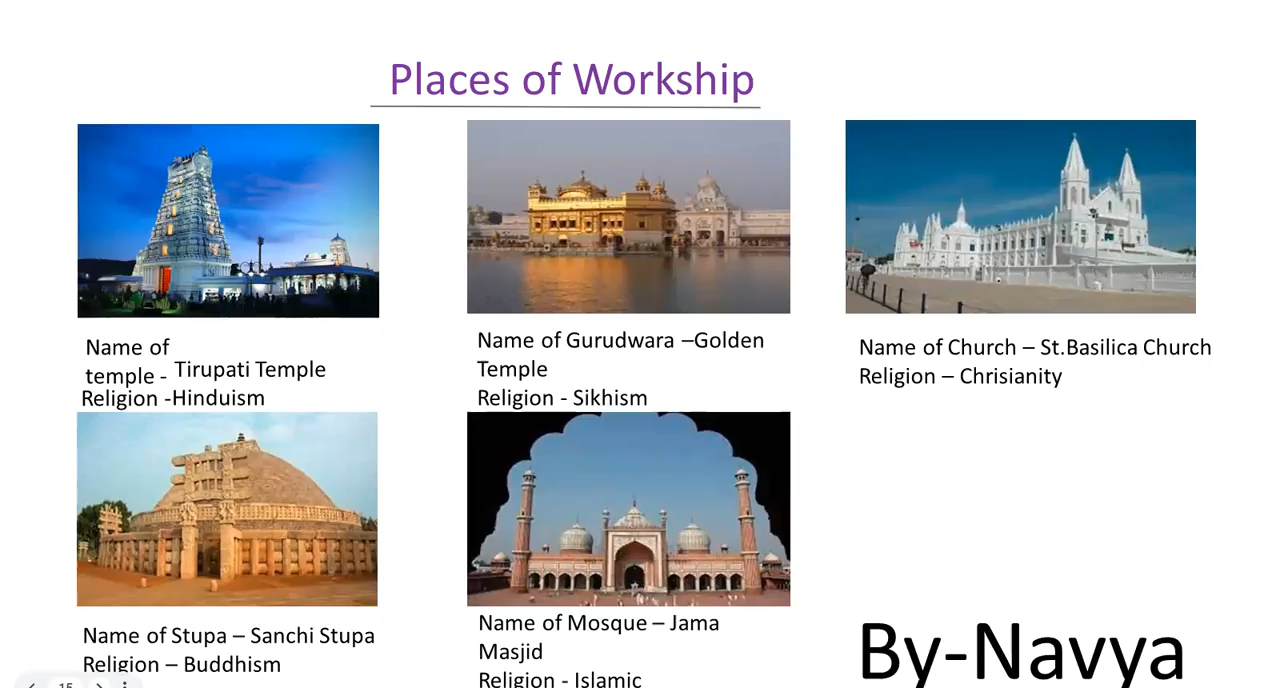 Places of Workship
Name of
temple - Tirupati Temple
Religion -Hinduism
Name of Gurudwara –Golden
Temple
Religion - Sikhism
Name of Church – St.Basilica Church
Religion – Chrisianity
Name of Stupa – Sanchi Stupa
Religion – Buddhism
Name of Mosque – Jama
Masjid
Religion - Islamic
By-Navya
15